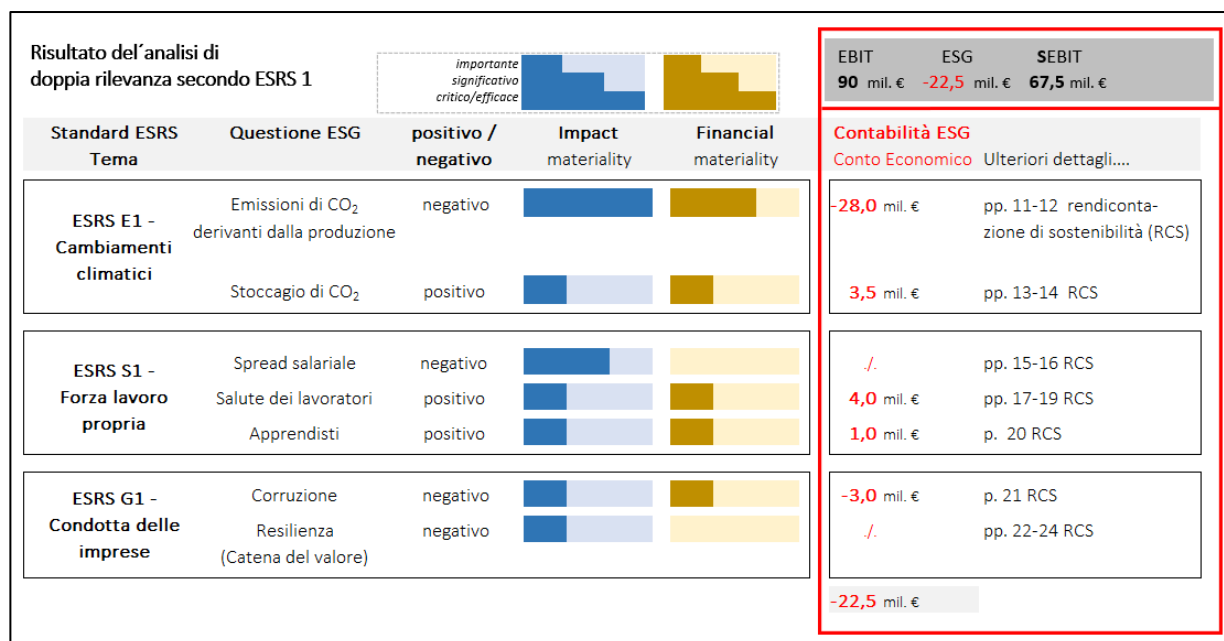 Risultato del´analisi di
doppia rilevanza secondo ESRS 1
importante
significativo
critico/efficace
EBIT ESG SEBIT
90 mil. € -22,5 mil. € 67,5 mil. €
Standard ESRS Questione ESG positivo / Impact Financial Contabilità ESG
Tema negativo materiality materiality Conto Economico Ulteriori dettagli....
ESRS E1 -
Cambiamenti
climatici
Emissioni di CO₂ negativo -28,0 mil. € pp. 11-12 rendiconta-
derivanti dalla produzione zione di sostenibilità (RCS)
Stoccagio di CO₂ positivo 3,5 mil. € pp. 13-14 RCS
ESRS S1 -
Forza lavoro
propria
Spread salariale negativo ./. pp. 15-16 RCS
Salute dei lavoratori positivo 4,0 mil. € pp. 17-19 RCS
Apprendisti positivo 1,0 mil. € p. 20 RCS
ESRS G1 -
Condotta delle
imprese
Corruzione negativo -3,0 mil. € p. 21 RCS
Resilienza negativo ./. pp. 22-24 RCS
(Catena del valore)
-22,5 mil. €